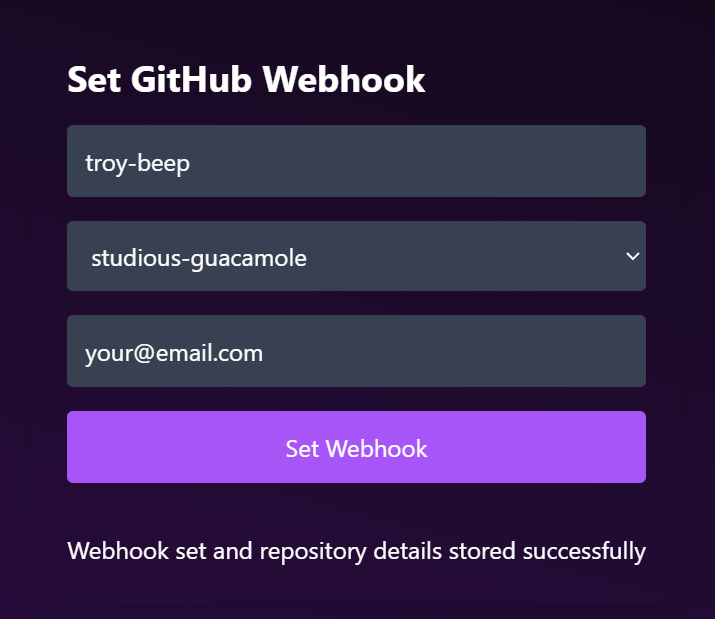 Set GitHub Webhook
troy-beep
studious-guacamole
your@email.com
Set Webhook
Webhook set and repository details stored successfully